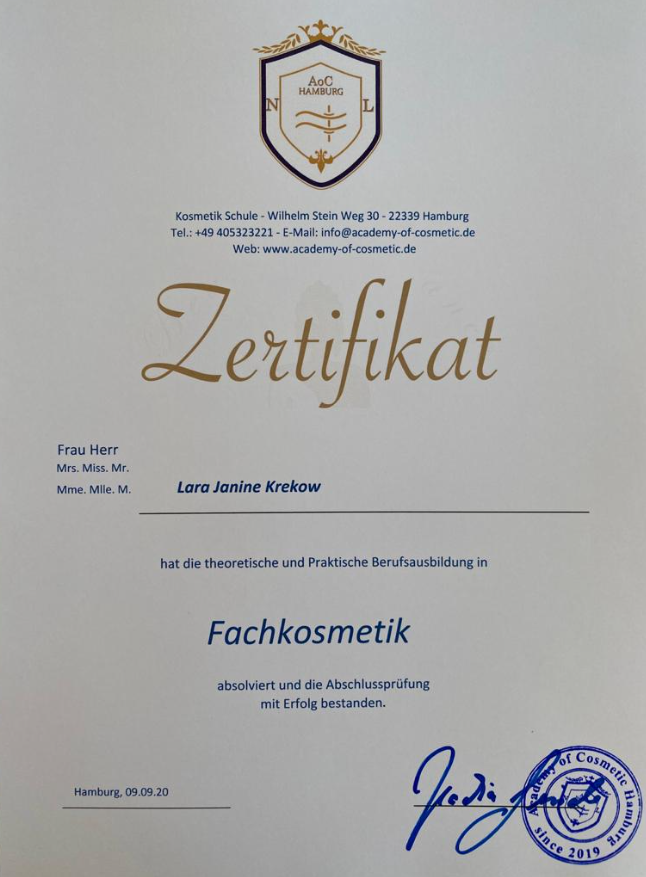 AoC
HAMBURG
N L
Kosmetik Schule - Wilhelm Stein Weg 30 - 22339 Hamburg
Tel.: +49 405323221 - E-Mail: info@academy-of-cosmetic.de
Web: www.academy-of-cosmetic.de
Zertifikat
Frau Herr
Mrs. Miss. Mr.
Mme. Mlle. M. Lara Janine Krekow
hat die theoretische und Praktische Berufsausbildung in
Fachkosmetik
absolviert und die Abschlussprüfung
mit Erfolg bestanden.
Hamburg, 09.09.20
Academy of Cosmetic Hamburg
since 2019